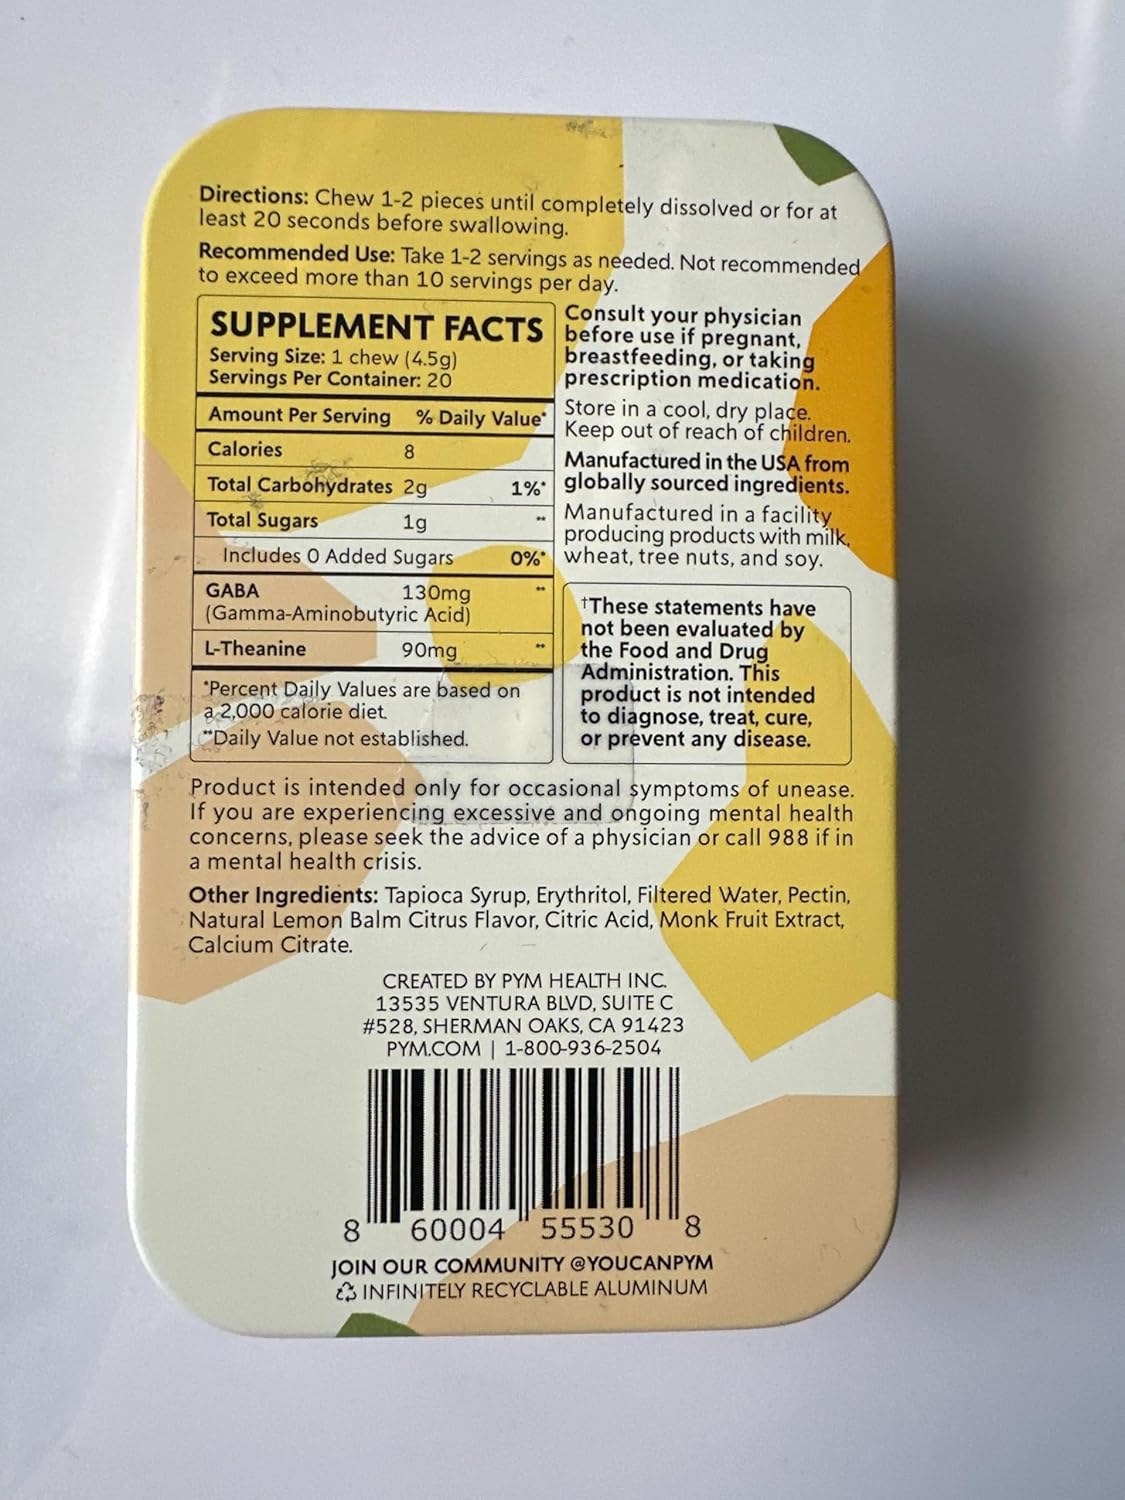 Directions: Chew 1-2 pieces until completely dissolved or for at
least 20 seconds before swallowing.
Recommended Use: Take 1-2 servings as needed. Not recommended
to exceed more than 10 servings per day.
SUPPLEMENT FACTS
Serving Size: 1 chew (4.5g)
Servings Per Container: 20
Amount Per Serving % Daily Value*
Calories 8
Total Carbohydrates 2g 1%*
Total Sugars 1g **
Includes 0 Added Sugars 0%*
GABA 130mg **
(Gamma-Aminobutyric Acid)
L-Theanine 90mg **
*Percent Daily Values are based on
a 2,000 calorie diet.
**Daily Value not established.
Consult your physician
before use if pregnant,
breastfeeding, or taking
prescription medication.
Store in a cool, dry place.
Keep out of reach of children.
Manufactured in the USA from
globally sourced ingredients.
Manufactured in a facility
producing products with milk,
wheat, tree nuts, and soy.
†These statements have
not been evaluated by
the Food and Drug
Administration. This
product is not intended
to diagnose, treat, cure,
or prevent any disease.
Product is intended only for occasional symptoms of unease.
If you are experiencing excessive and ongoing mental health
concerns, please seek the advice of a physician or call 988 if in
a mental health crisis.
Other Ingredients: Tapioca Syrup, Erythritol, Filtered Water, Pectin,
Natural Lemon Balm Citrus Flavor, Citric Acid, Monk Fruit Extract,
Calcium Citrate.
CREATED BY PYM HEALTH INC.
13535 VENTURA BLVD, SUITE C
#528, SHERMAN OAKS, CA 91423
PYM.COM | 1-800-936-2504
8 60004 55530 8
JOIN OUR COMMUNITY @YOUCANPYM
INFINITELY RECYCLABLE ALUMINUM